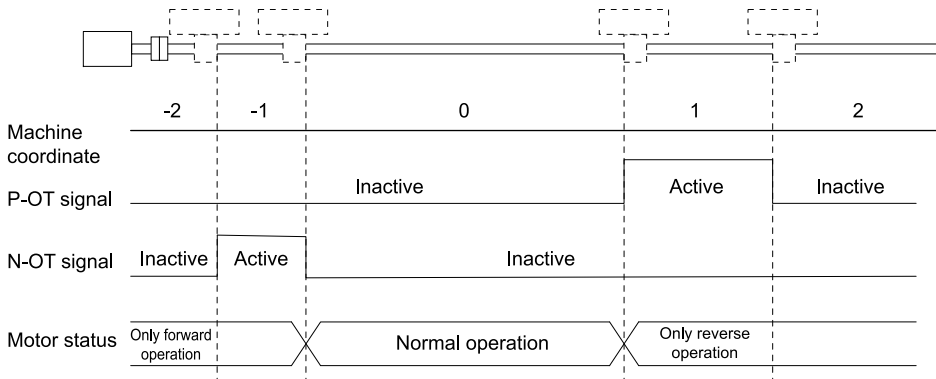 -2 -1 0 1 2
Machine
coordinate
P-OT signal Inactive Active Inactive
N-OT signal Inactive Active Inactive
Motor status Only forward
operation Normal operation Only reverse
operation